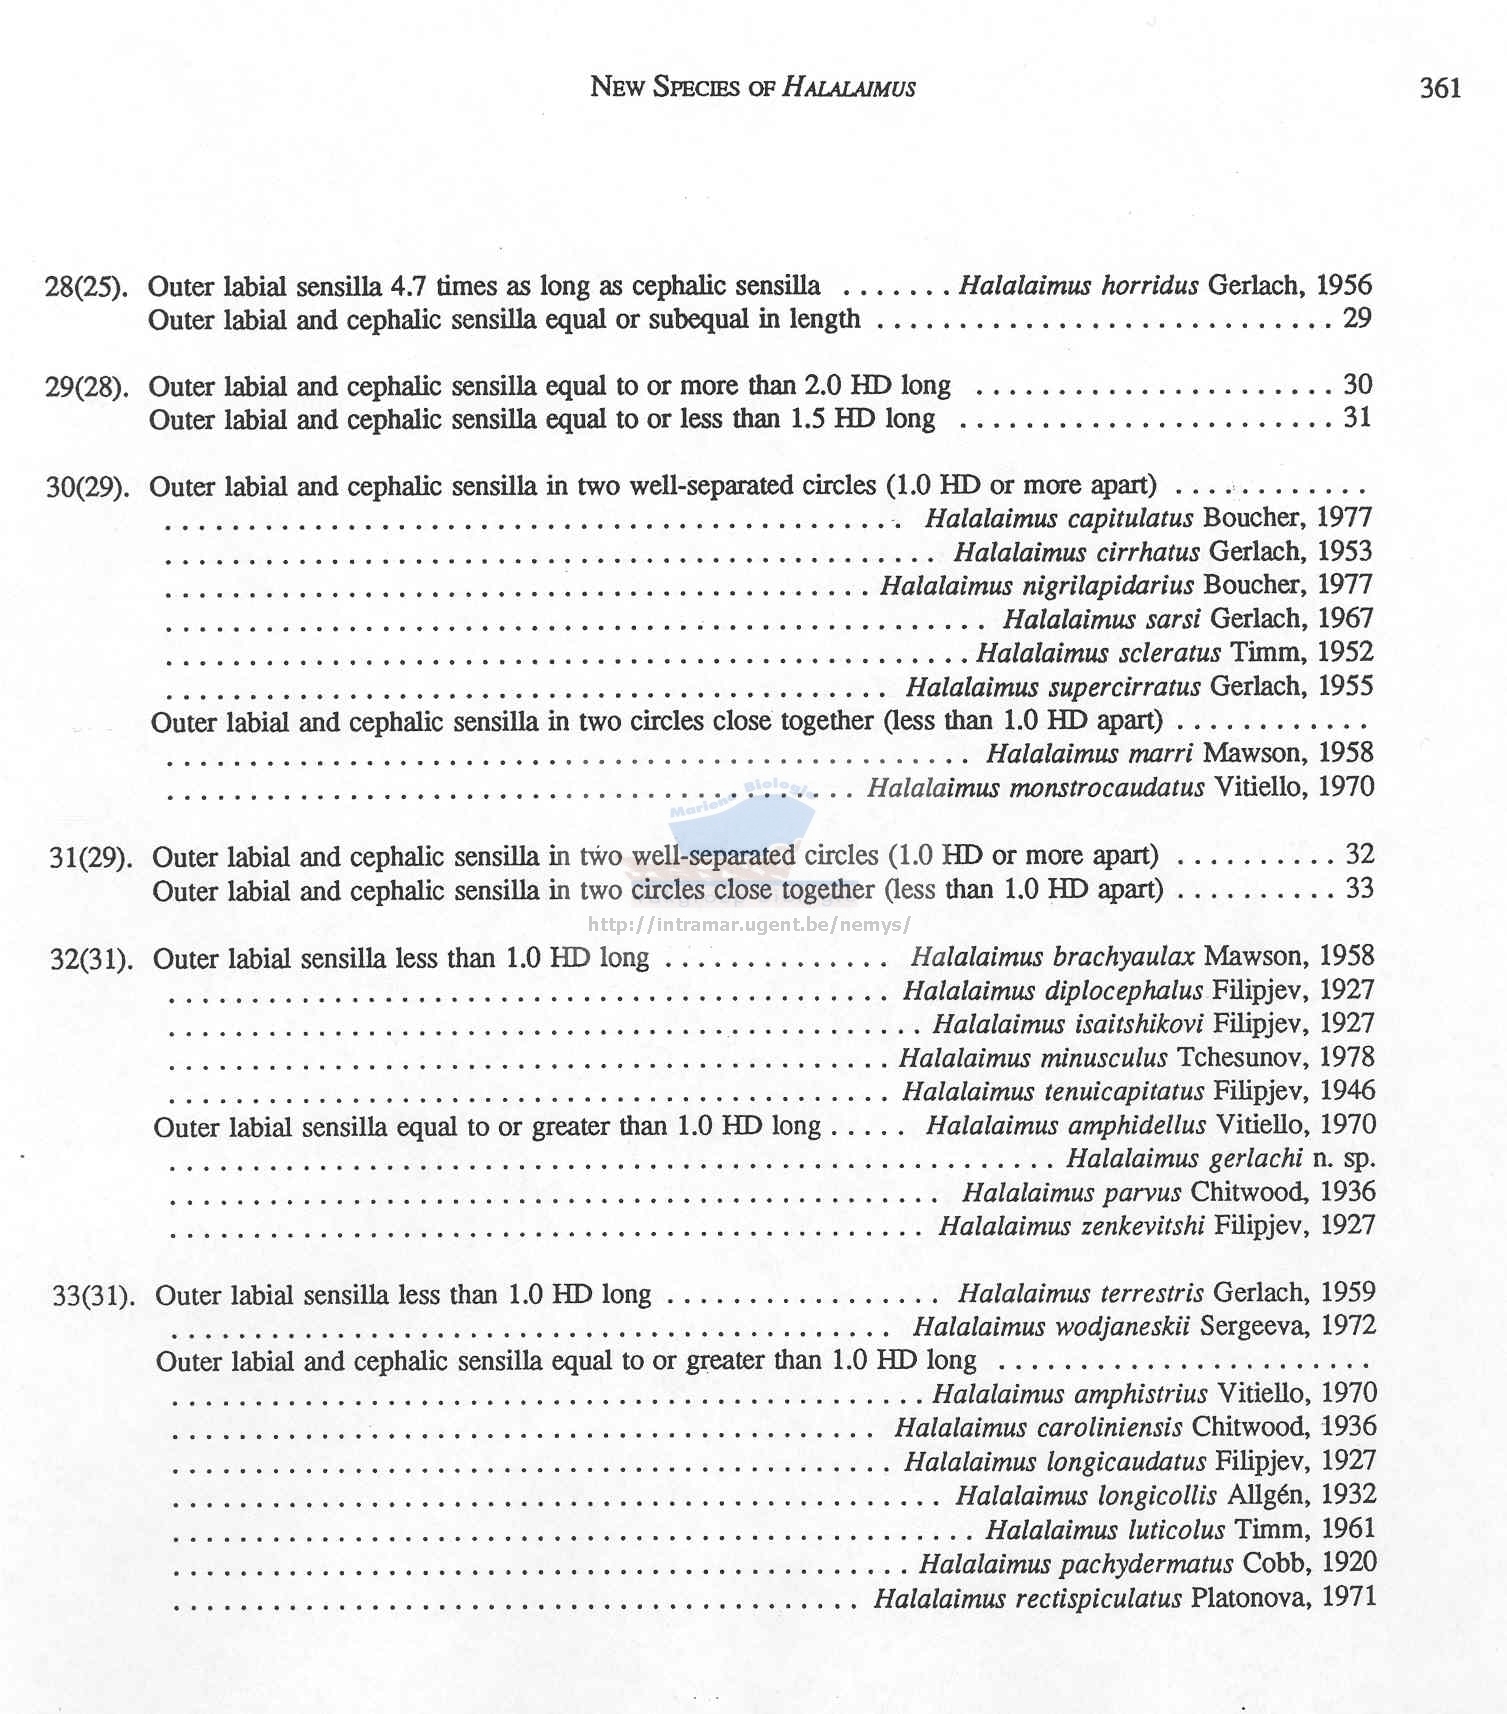 NEW SPECIES OF HALALAIMUS 361
28(25). Outer labial sensilla 4.7 times as long as cephalic sensilla . . . . . . . Halalaimus horridus Gerlach, 1956
Outer labial and cephalic sensilla equal or subequal in length . . . . . . . . . . . . . . . . . . . . . . . . . . . . 29
29(28). Outer labial and cephalic sensilla equal to or more than 2.0 HD long . . . . . . . . . . . . . . . . . . . . . . 30
Outer labial and cephalic sensilla equal to or less than 1.5 HD long . . . . . . . . . . . . . . . . . . . . . . . 31
30(29). Outer labial and cephalic sensilla in two well-separated circles (1.0 HD or more apart) . . . . . . . . . . . .
. . . . . . . . . . . . . . . . . . . . Halalaimus capitulatus Boucher, 1977
. . . . . . . . . . . . . . . . . . . . Halalaimus cirrhatus Gerlach, 1953
. . . . . . . . . . . . . . . . . . . . Halalaimus nigrilapidarius Boucher, 1977
. . . . . . . . . . . . . . . . . . . . Halalaimus sarsi Gerlach, 1967
. . . . . . . . . . . . . . . . . . . . Halalaimus scleratus Timm, 1952
. . . . . . . . . . . . . . . . . . . . Halalaimus supercirratus Gerlach, 1955
Outer labial and cephalic sensilla in two circles close together (less than 1.0 HD apart) . . . . . . . . . . . .
. . . . . . . . . . . . . . . . . . . . Halalaimus marri Mawson, 1958
. . . . . . . . . . . . . . . . . . . . Halalaimus monstrocaudatus Vitiello, 1970
Mariene Biologie
31(29). Outer labial and cephalic sensilla in two well-separated circles (1.0 HD or more apart) . . . . . . . . . . 32
Outer labial and cephalic sensilla in two circles close together (less than 1.0 HD apart) . . . . . . . . . . 33
http://intramar.ugent.be/nemys/
32(31). Outer labial sensilla less than 1.0 HD long . . . . . . . . . . . . . . Halalaimus brachyaulax Mawson, 1958
. . . . . . . . . . . . . . . . . . . . Halalaimus diplocephalus Filipjev, 1927
. . . . . . . . . . . . . . . . . . . . Halalaimus isaitshikovi Filipjev, 1927
. . . . . . . . . . . . . . . . . . . . Halalaimus minusculus Tchesunov, 1978
. . . . . . . . . . . . . . . . . . . . Halalaimus tenuicapitatus Filipjev, 1946
Outer labial sensilla equal to or greater than 1.0 HD long . . . . . Halalaimus amphidellus Vitiello, 1970
. . . . . . . . . . . . . . . . . . . . Halalaimus gerlachi n. sp.
. . . . . . . . . . . . . . . . . . . . Halalaimus parvus Chitwood, 1936
. . . . . . . . . . . . . . . . . . . . Halalaimus zenkevitshi Filipjev, 1927
33(31). Outer labial sensilla less than 1.0 HD long . . . . . . . . . . . . . . . . . Halalaimus terrestris Gerlach, 1959
. . . . . . . . . . . . . . . . . . . . Halalaimus wodjaneskii Sergeeva, 1972
Outer labial and cephalic sensilla equal to or greater than 1.0 HD long . . . . . . . . . . . . . . . . . . . . . . .
. . . . . . . . . . . . . . . . . . . . Halalaimus amphistrius Vitiello, 1970
. . . . . . . . . . . . . . . . . . . . Halalaimus caroliniensis Chitwood, 1936
. . . . . . . . . . . . . . . . . . . . Halalaimus longicaudatus Filipjev, 1927
. . . . . . . . . . . . . . . . . . . . Halalaimus longicollis Allgén, 1932
. . . . . . . . . . . . . . . . . . . . Halalaimus luticolus Timm, 1961
. . . . . . . . . . . . . . . . . . . . Halalaimus pachydermatus Cobb, 1920
. . . . . . . . . . . . . . . . . . . . Halalaimus rectispiculatus Platonova, 1971